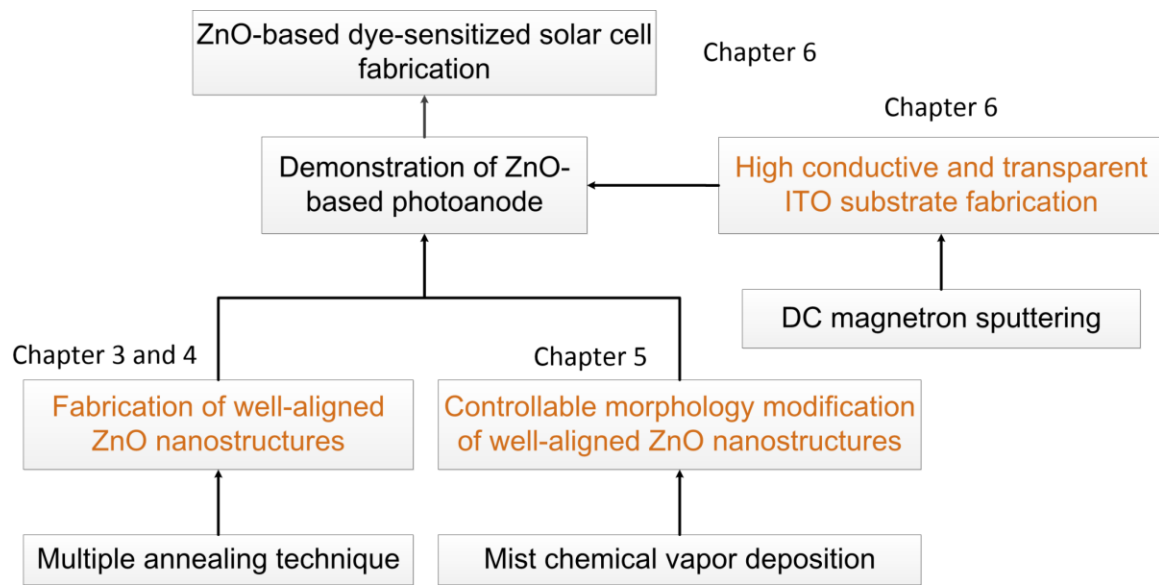 ZnO-based dye-sensitized solar cell
fabrication
Chapter 6
Chapter 6
Demonstration of ZnO-
based photoanode
High conductive and transparent
ITO substrate fabrication
DC magnetron sputtering
Chapter 3 and 4
Chapter 5
Fabrication of well-aligned
ZnO nanostructures
Controllable morphology modification
of well-aligned ZnO nanostructures
Multiple annealing technique
Mist chemical vapor deposition